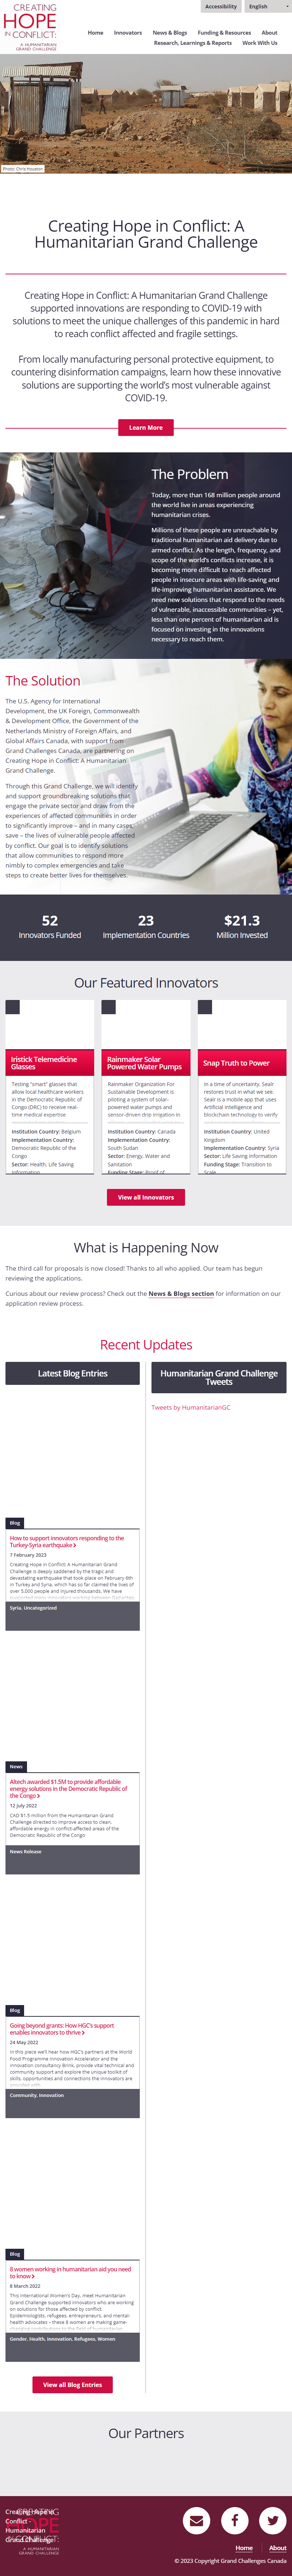 Accessibility
English
CREATING
HOPE
IN CONFLICT:
A HUMANITARIAN
GRAND CHALLENGE
Home
Innovators
News & Blogs
Funding & Resources
About
Research, Learnings & Reports
Work With Us
Photo: Chris Houston
Creating Hope in Conflict: A
Humanitarian Grand Challenge
Creating Hope in Conflict: A Humanitarian Grand Challenge
supported innovations are responding to COVID-19 with
solutions to meet the unique challenges of this pandemic in hard
to reach conflict affected and fragile settings.
From locally manufacturing personal protective equipment, to
countering disinformation campaigns, learn how these innovative
solutions are supporting the world's most vulnerable against
COVID-19.
Learn More
The Problem
Today, more than 168 million people around
the world live in areas experiencing
humanitarian crises.
Millions of these people are unreachable by
traditional humanitarian aid delivery due to
armed conflict. As the length, frequency, and
scope of the world's conflicts increase, it is
becoming more difficult to reach affected
people in insecure areas with life-saving and
life-improving humanitarian assistance. We
need new solutions that respond to the needs
of vulnerable, inaccessible communities – yet,
less than one percent of humanitarian aid is
focused on investing in the innovations
necessary to reach them.
The Solution
The U.S. Agency for International
Development, the UK Foreign, Commonwealth
& Development Office, the Government of the
Netherlands Ministry of Foreign Affairs, and
Global Affairs Canada, with support from
Grand Challenges Canada, are partnering on
Creating Hope in Conflict: A Humanitarian
Grand Challenge.
Through this Grand Challenge, we will identify
and support groundbreaking solutions that
engage the private sector and draw from the
experiences of affected communities in order
to significantly improve – and in many cases,
save – the lives of vulnerable people affected
by conflict. Our goal is to identify solutions
that allow communities to respond more
nimbly to complex emergencies and take
steps to create better lives for themselves.
52
Innovators Funded
23
Implementation Countries
$21.3
Million Invested
Our Featured Innovators
Iristick Telemedicine
Glasses
Testing "smart" glasses that
allow local healthcare workers
in the Democratic Republic of
Congo (DRC) to receive real-
time medical expertise
Institution Country: Belgium
Implementation Country:
Democratic Republic of the
Congo
Sector: Health, Life Saving
Information
Rainmaker Solar
Powered Water Pumps
Rainmaker Organization For
Sustainable Development is
piloting a system of solar-
powered water pumps and
sensor-driven drip irrigation in
Institution Country: Canada
Implementation Country:
South Sudan
Sector: Energy, Water and
Sanitation
Funding Stage: Proof of
Snap Truth to Power
In a time of uncertainty, Sealr
restores trust in what we see.
Sealr is a mobile app that uses
Artificial Intelligence and
blockchain technology to verify
Institution Country: United
Kingdom
Implementation Country: Syria
Sector: Life Saving Information
Funding Stage: Transition to
Scale
View all Innovators
What is Happening Now
The third call for proposals is now closed! Thanks to all who applied. Our team has begun
reviewing the applications.
Curious about our review process? Check out the News & Blogs section for information on our
application review process.
Recent Updates
Latest Blog Entries
Blog
How to support innovators responding to the
Turkey-Syria earthquake
7 February 2023
Creating Hope in Conflict: A Humanitarian Grand
Challenge is deeply saddened by the tragic and
devastating earthquake that took place on February 6th
in Turkey and Syria, which has so far claimed the lives of
over 5,000 people and injured thousands. We have
Syria, Uncategorized
News
Altech awarded $1.5M to provide affordable
energy solutions in the Democratic Republic of
the Congo
12 July 2022
CAD $1.5 million from the Humanitarian Grand
Challenge directed to improve access to clean,
affordable energy in conflict-affected areas of the
Democratic Republic of the Congo
News Release
Blog
Going beyond grants: How HGC's support
enables innovators to thrive
24 May 2022
In this piece we'll hear how HGC's partners at the World
Food Programme Innovation Accelerator and the
innovation consultancy Brink, provide vital technical and
community support and explore the unique toolkit of
skills, opportunities and connections the innovators are
provided with.
Community, Innovation
Blog
8 women working in humanitarian aid you need
to know
8 March 2022
This International Women's Day, meet Humanitarian
Grand Challenge supported innovators who are working
on solutions for those affected by conflict.
Epidemiologists, refugees, entrepreneurs, and mental-
health advocates – these 8 women are making game-
Gender, Health, Innovation, Refugees, Women
View all Blog Entries
Humanitarian Grand Challenge
Tweets
Tweets by HumanitarianGC
Our Partners
Creating Hope in
Conflict -
Humanitarian
Grand Challenge
CREATING
HOPE
IN CONFLICT:
A HUMANITARIAN
GRAND CHALLENGE
Home
About
© 2023 Copyright Grand Challenges Canada